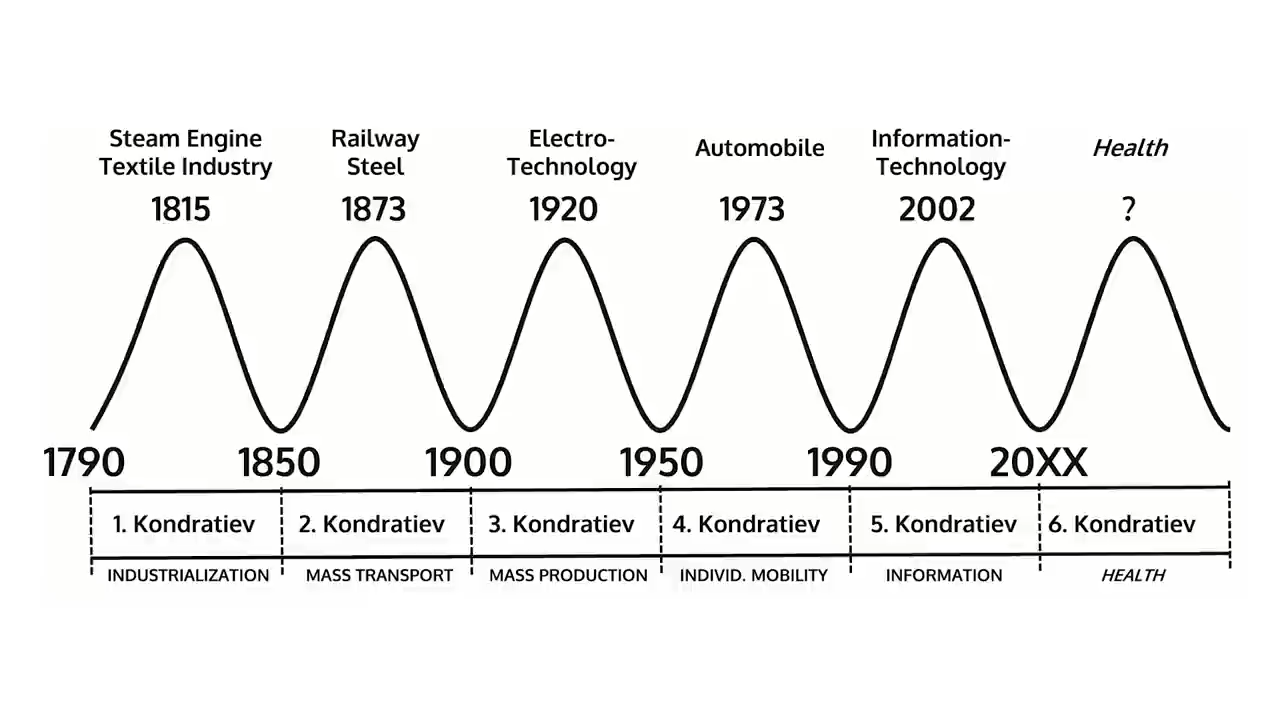 Steam Engine
Textile Industry
1815
Railway
Steel
1873
Electro-
Technology
1920
Automobile
1973
Information-
Technology
2002
Health
?
1790
1850
1900
1950
1990
20XX
1. Kondratiev
2. Kondratiev
3. Kondratiev
4. Kondratiev
5. Kondratiev
6. Kondratiev
INDUSTRIALIZATION
MASS TRANSPORT
MASS PRODUCTION
INDIVID. MOBILITY
INFORMATION
HEALTH